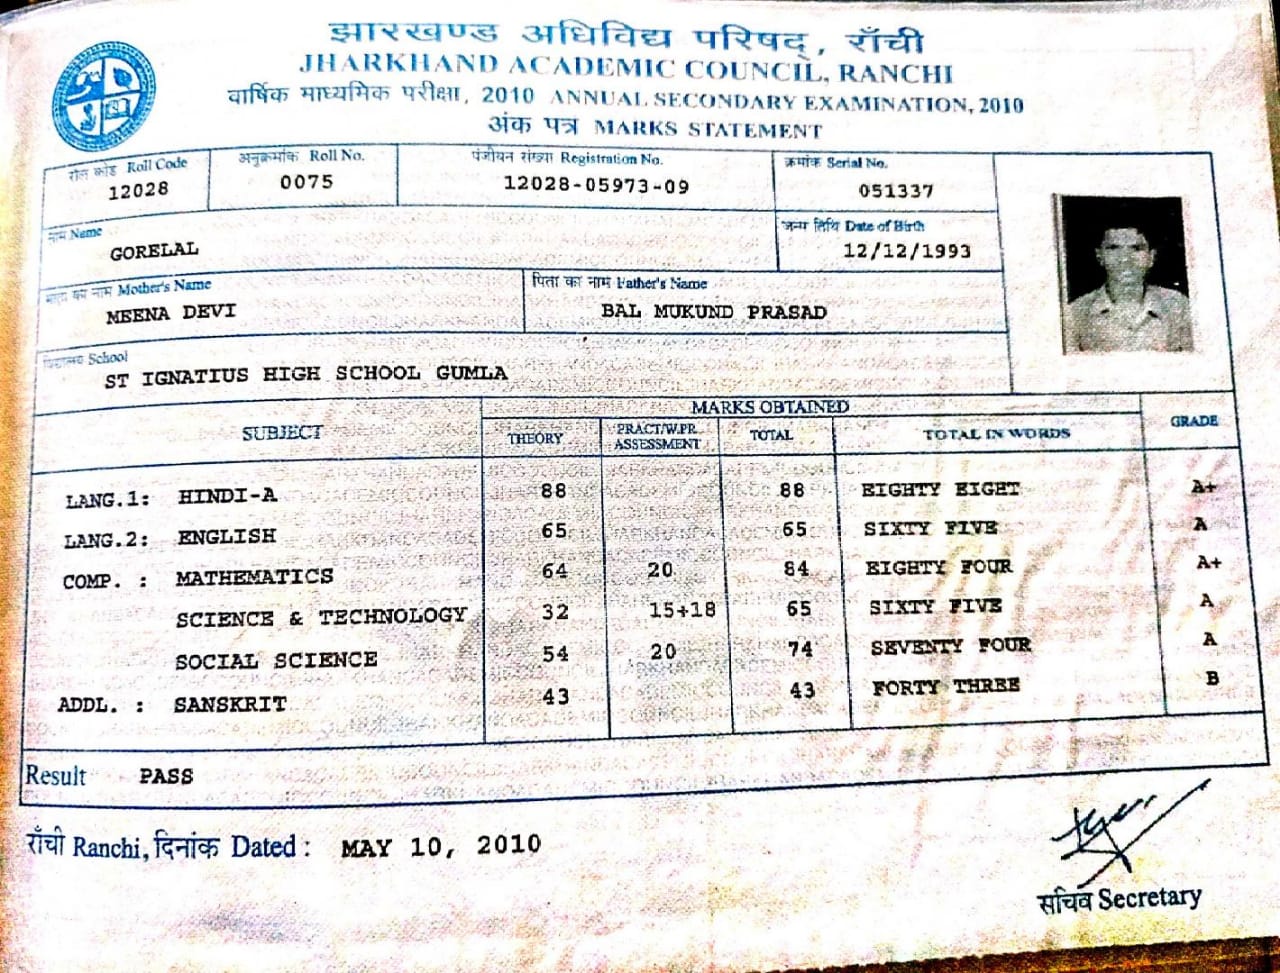 झारखण्ड अधिविद्य परिषद्, राँची
JHARKHAND ACADEMIC COUNCIL, RANCHI
वार्षिक माध्यमिक परीक्षा, 2010 ANNUAL SECONDARY EXAMINATION, 2010
अंक पत्र MARKS STATEMENT
रोल कोड Roll Code अनुक्रमांक Roll No. पंजीयन संख्या Registration No. क्रमांक Serial No.
12028 0075 12028-05973-09 051337
नाम Name जन्म तिथि Date of Birth
GORELAL 12/12/1993
माता का नाम Mother's Name पिता का नाम Father's Name
MEENA DEVI BAL MUKUND PRASAD
विद्यालय School
ST IGNATIUS HIGH SCHOOL GUMLA
MARKS OBTAINED
SUBJECT THEORY PRACT/W.PR. ASSESSMENT TOTAL TOTAL IN WORDS GRADE
LANG.1: HINDI-A 88 88 EIGHTY EIGHT A+
LANG.2: ENGLISH 65 65 SIXTY FIVE A
COMP. : MATHEMATICS 64 20 84 EIGHTY FOUR A+
SCIENCE & TECHNOLOGY 32 15+18 65 SIXTY FIVE A
SOCIAL SCIENCE 54 20 74 SEVENTY FOUR A
ADDL. : SANSKRIT 43 43 FORTY THREE B
Result PASS
राँची Ranchi, दिनांक Dated : MAY 10, 2010
सचिव Secretary